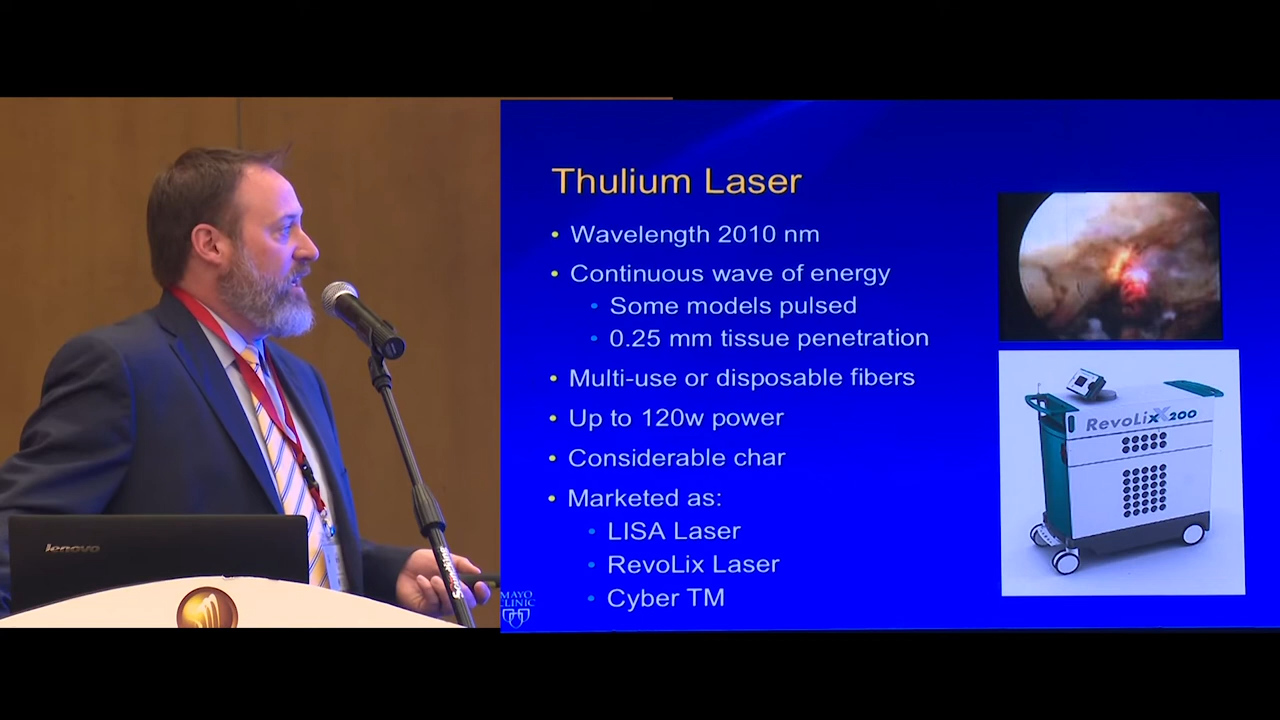 Thulium Laser
• Wavelength 2010 nm
• Continuous wave of energy
• Some models pulsed
• 0.25 mm tissue penetration
• Multi-use or disposable fibers
• Up to 120w power
• Considerable char
• Marketed as:
• LISA Laser
• RevoLix Laser
• Cyber TM
RevoLix 200
lenovo
MAYO
CLINIC